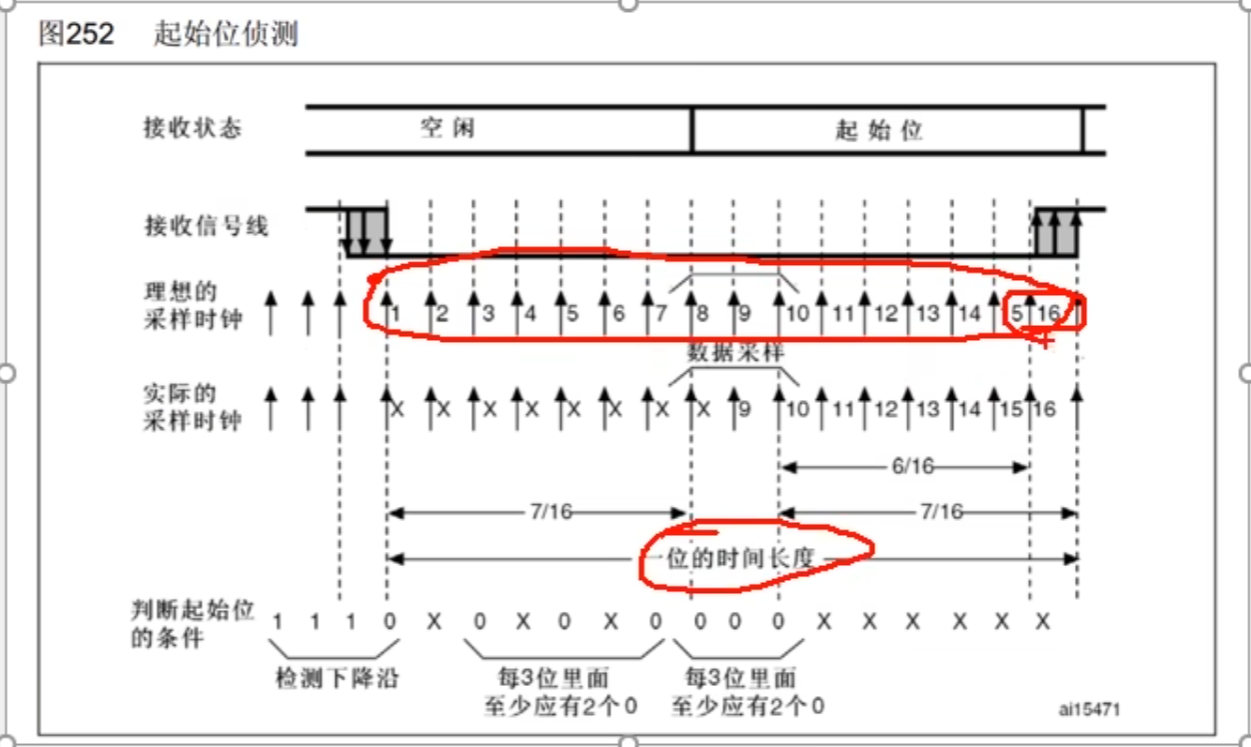 图252 起始位侦测
接收状态 空闲 起始位
接收信号线
理想的
采样时钟
1 2 3 4 5 6 7 8 9 10 11 12 13 14 5 16
数据采样
实际的
采样时钟
X X X X X X X X 9 10 11 12 13 14 15 16
6/16
7/16 7/16
一位的时间长度
判断起始位
的条件
1 1 1 0 X 0 X 0 X 0 0 0 0 X X X X X X
检测下降沿 每3位里面 每3位里面
至少应有2个0 至少应有2个0
ai15471